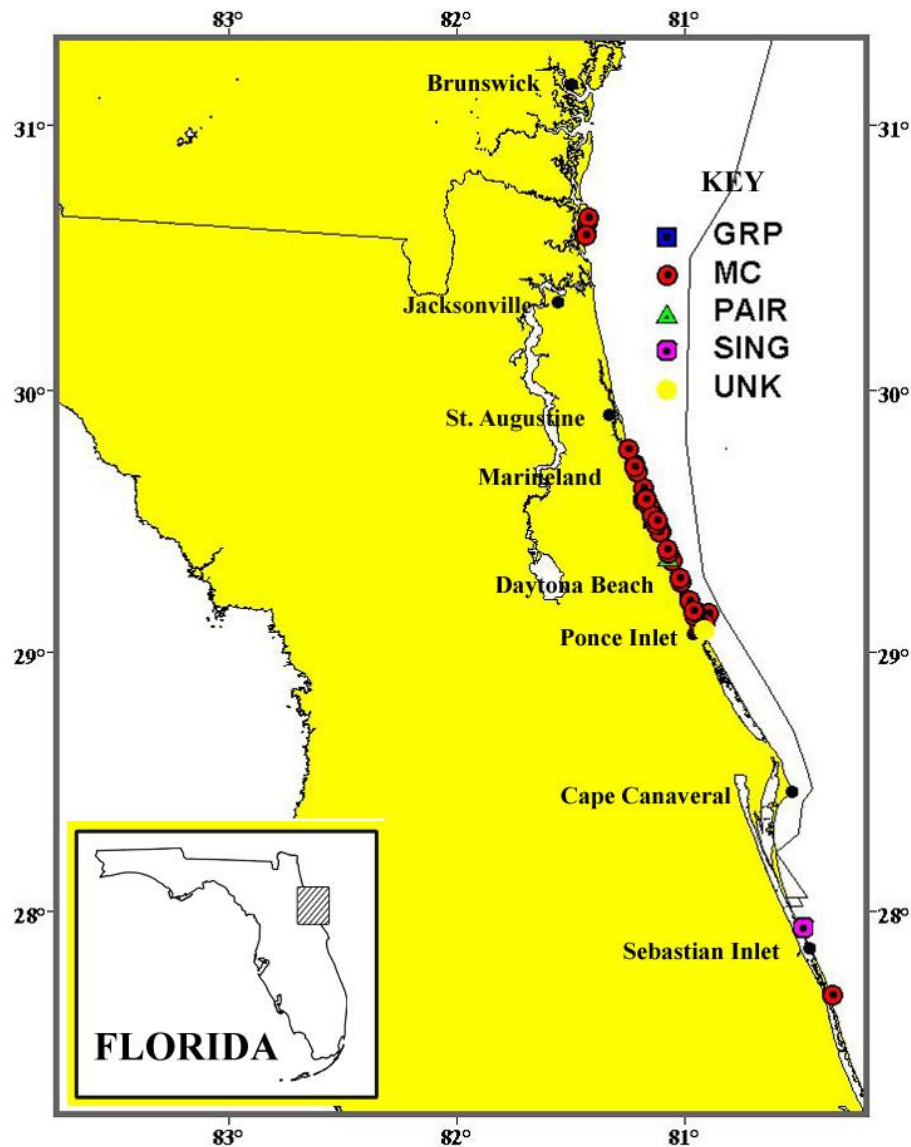 83° 82° 81°
Brunswick
31° 31°
KEY
GRP
MC
PAIR
SING
UNK
Jacksonville
30° 30°
St. Augustine
Marineland
Daytona Beach
Ponce Inlet
29° 29°
Cape Canaveral
28° 28°
Sebastian Inlet
FLORIDA
83° 82° 81°